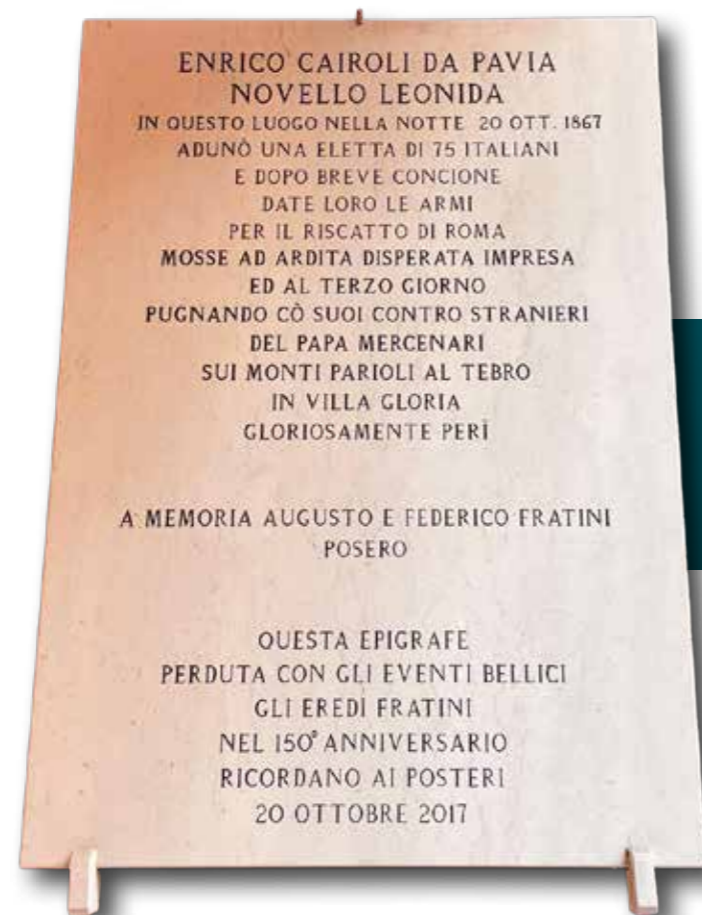 ENRICO CAIROLI DA PAVIA
NOVELLO LEONIDA
IN QUESTO LUOGO NELLA NOTTE 20 OTT. 1867
ADUNÒ UNA ELETTA DI 75 ITALIANI
E DOPO BREVE CONCIONE
DATE LORO LE ARMI
PER IL RISCATTO DI ROMA
MOSSE AD ARDITA DISPERATA IMPRESA
ED AL TERZO GIORNO
PUGNANDO CÒ SUOI CONTRO STRANIERI
DEL PAPA MERCENARI
SUI MONTI PARIOLI AL TEBRO
IN VILLA GLORIA
GLORIOSAMENTE PERÌ
A MEMORIA AUGUSTO E FEDERICO FRATINI
POSERO
QUESTA EPIGRAFE
PERDUTA CON GLI EVENTI BELLICI
GLI EREDI FRATINI
NEL 150° ANNIVERSARIO
RICORDANO AI POSTERI
20 OTTOBRE 2017